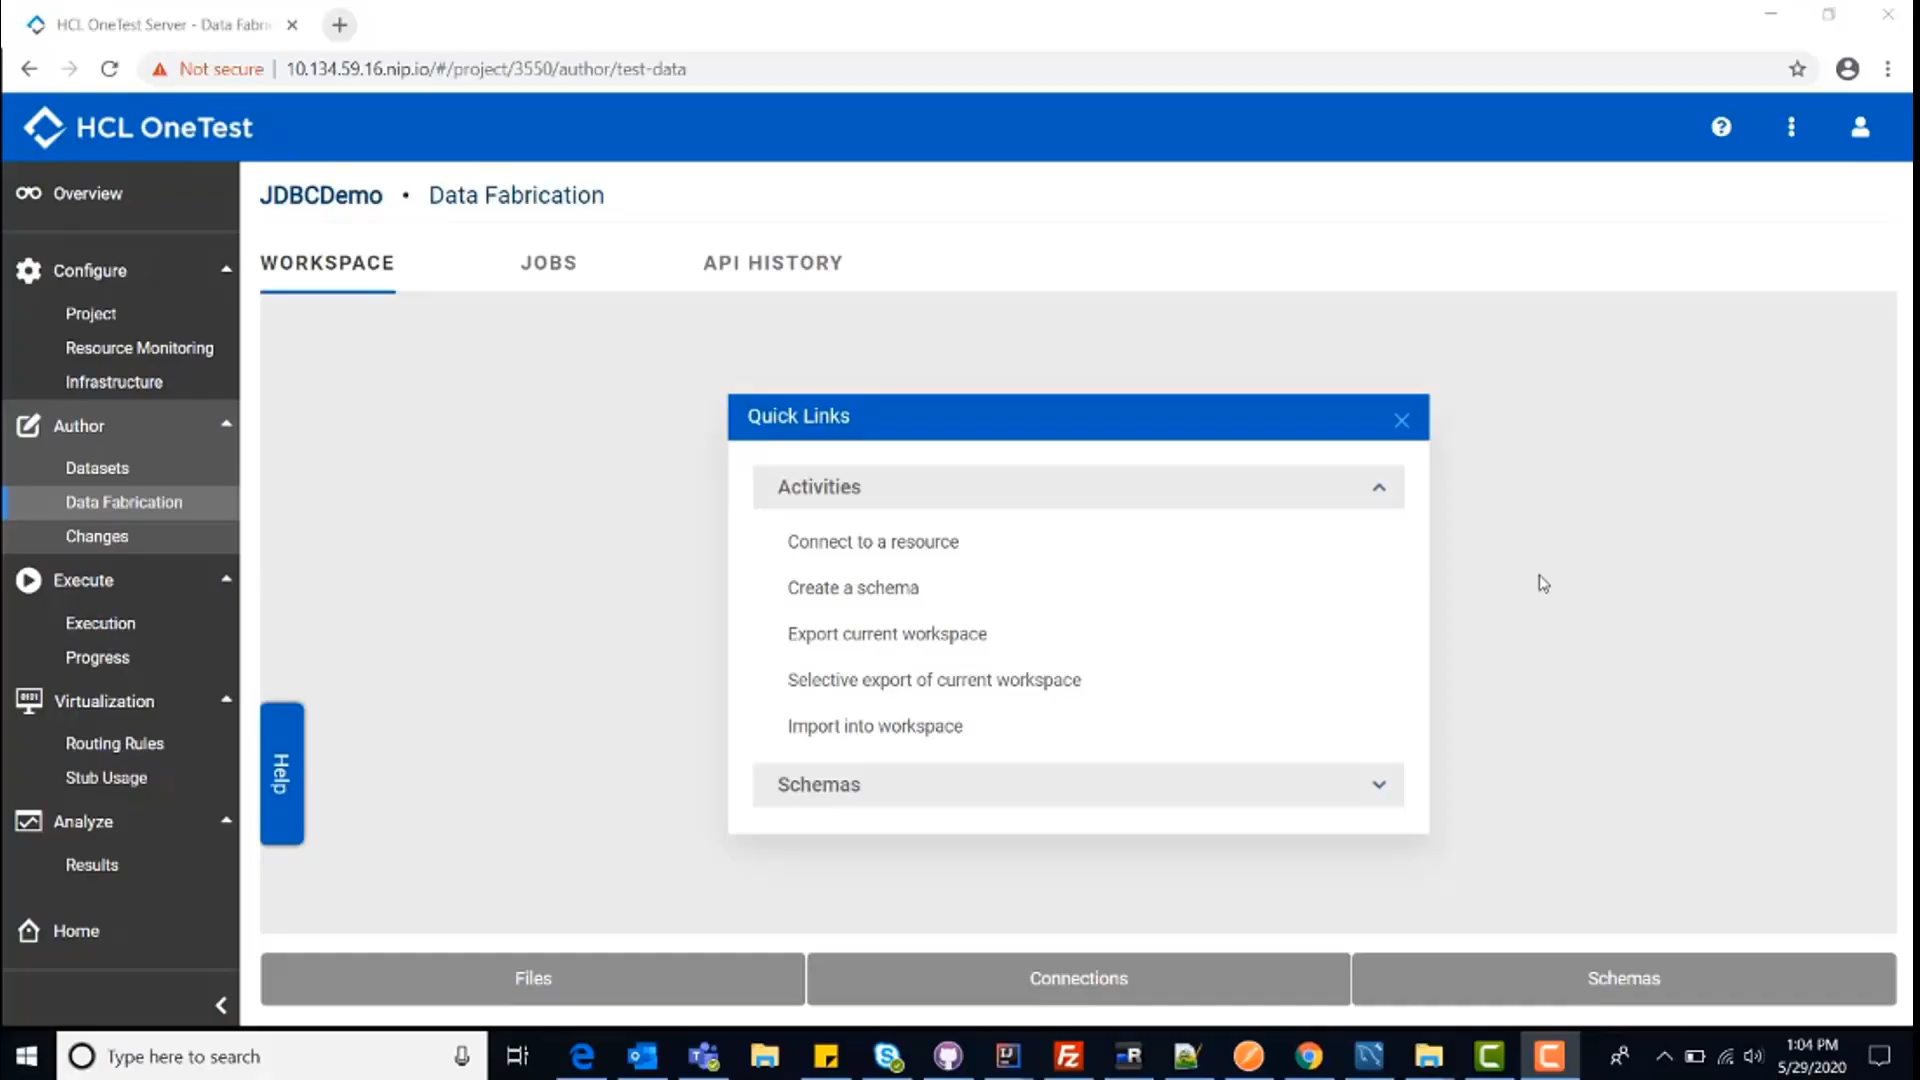 HCL OneTest Server - Data Fabri
Not secure | 10.134.59.16.nip.io/#/project/3550/author/test-data
HCL OneTest
Overview
Configure
Project
Resource Monitoring
Infrastructure
Author
Datasets
Data Fabrication
Changes
Execute
Execution
Progress
Virtualization
Routing Rules
Stub Usage
Analyze
Results
Home
JDBCDemo • Data Fabrication
WORKSPACE JOBS API HISTORY
Quick Links
Activities
Connect to a resource
Create a schema
Export current workspace
Selective export of current workspace
Import into workspace
Schemas
Help
Files Connections Schemas
Type here to search
1:04 PM
5/29/2020